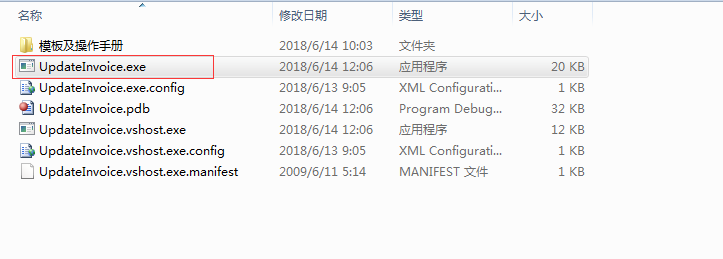 名称 修改日期 类型 大小
模板及操作手册 2018/6/14 10:03 文件夹
UpdateInvoice.exe 2018/6/14 12:06 应用程序 20 KB
UpdateInvoice.exe.config 2018/6/13 9:05 XML Configurati... 1 KB
UpdateInvoice.pdb 2018/6/14 12:06 Program Debug... 32 KB
UpdateInvoice.vshost.exe 2018/6/14 12:06 应用程序 12 KB
UpdateInvoice.vshost.exe.config 2018/6/13 9:05 XML Configurati... 1 KB
UpdateInvoice.vshost.exe.manifest 2009/6/11 5:14 MANIFEST 文件 1 KB